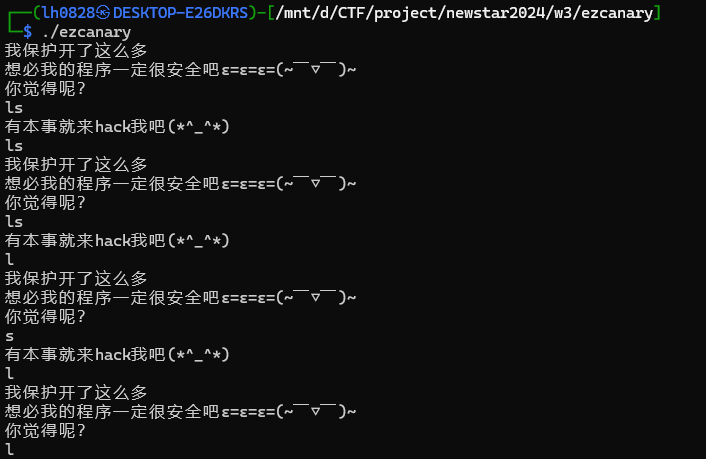 ┌──(lh0828㉿DESKTOP-E26DKRS)-[/mnt/d/CTF/project/newstar2024/w3/ezcanary]
└─$ ./ezcanary
我保护开了这么多
想必我的程序一定很安全吧ε=ε=ε=(~￣▽￣)~
你觉得呢?
ls
有本事就来hack我吧(*^_^*)
ls
我保护开了这么多
想必我的程序一定很安全吧ε=ε=ε=(~￣▽￣)~
你觉得呢?
ls
有本事就来hack我吧(*^_^*)
l
我保护开了这么多
想必我的程序一定很安全吧ε=ε=ε=(~￣▽￣)~
你觉得呢?
s
有本事就来hack我吧(*^_^*)
l
我保护开了这么多
想必我的程序一定很安全吧ε=ε=ε=(~￣▽￣)~
你觉得呢?
l